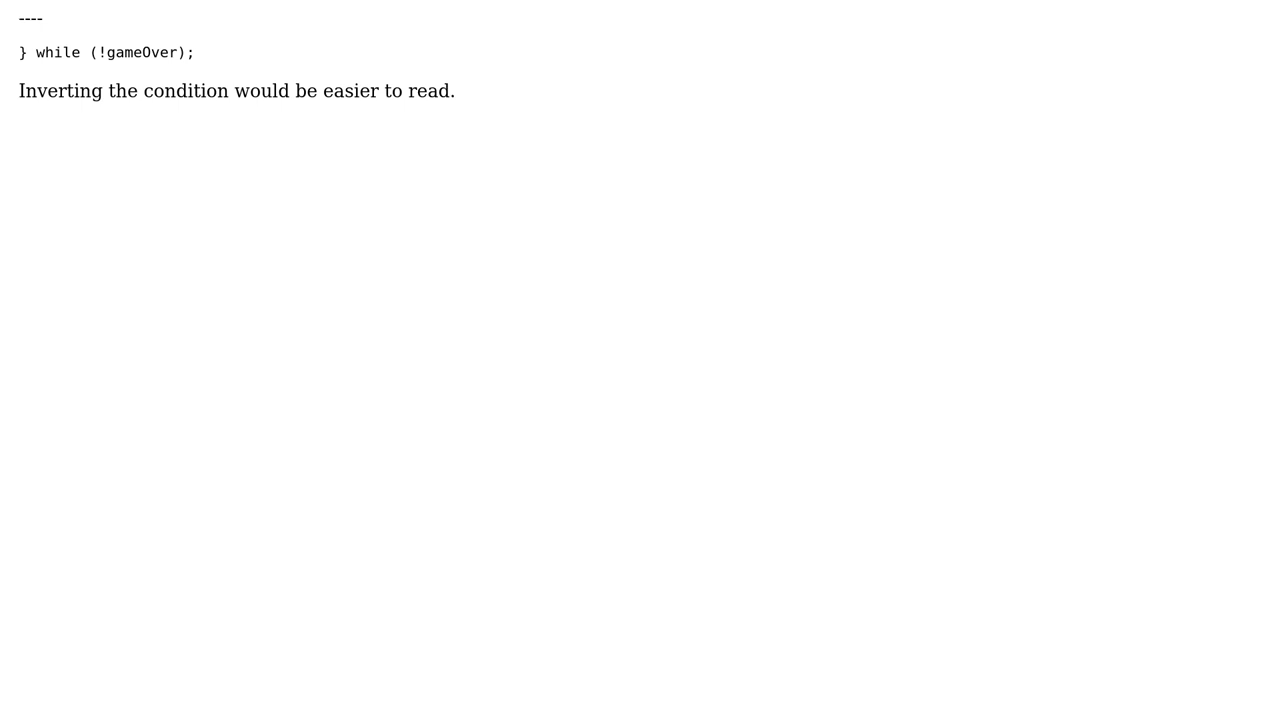 ----
} while (!gameOver);
Inverting the condition would be easier to read.